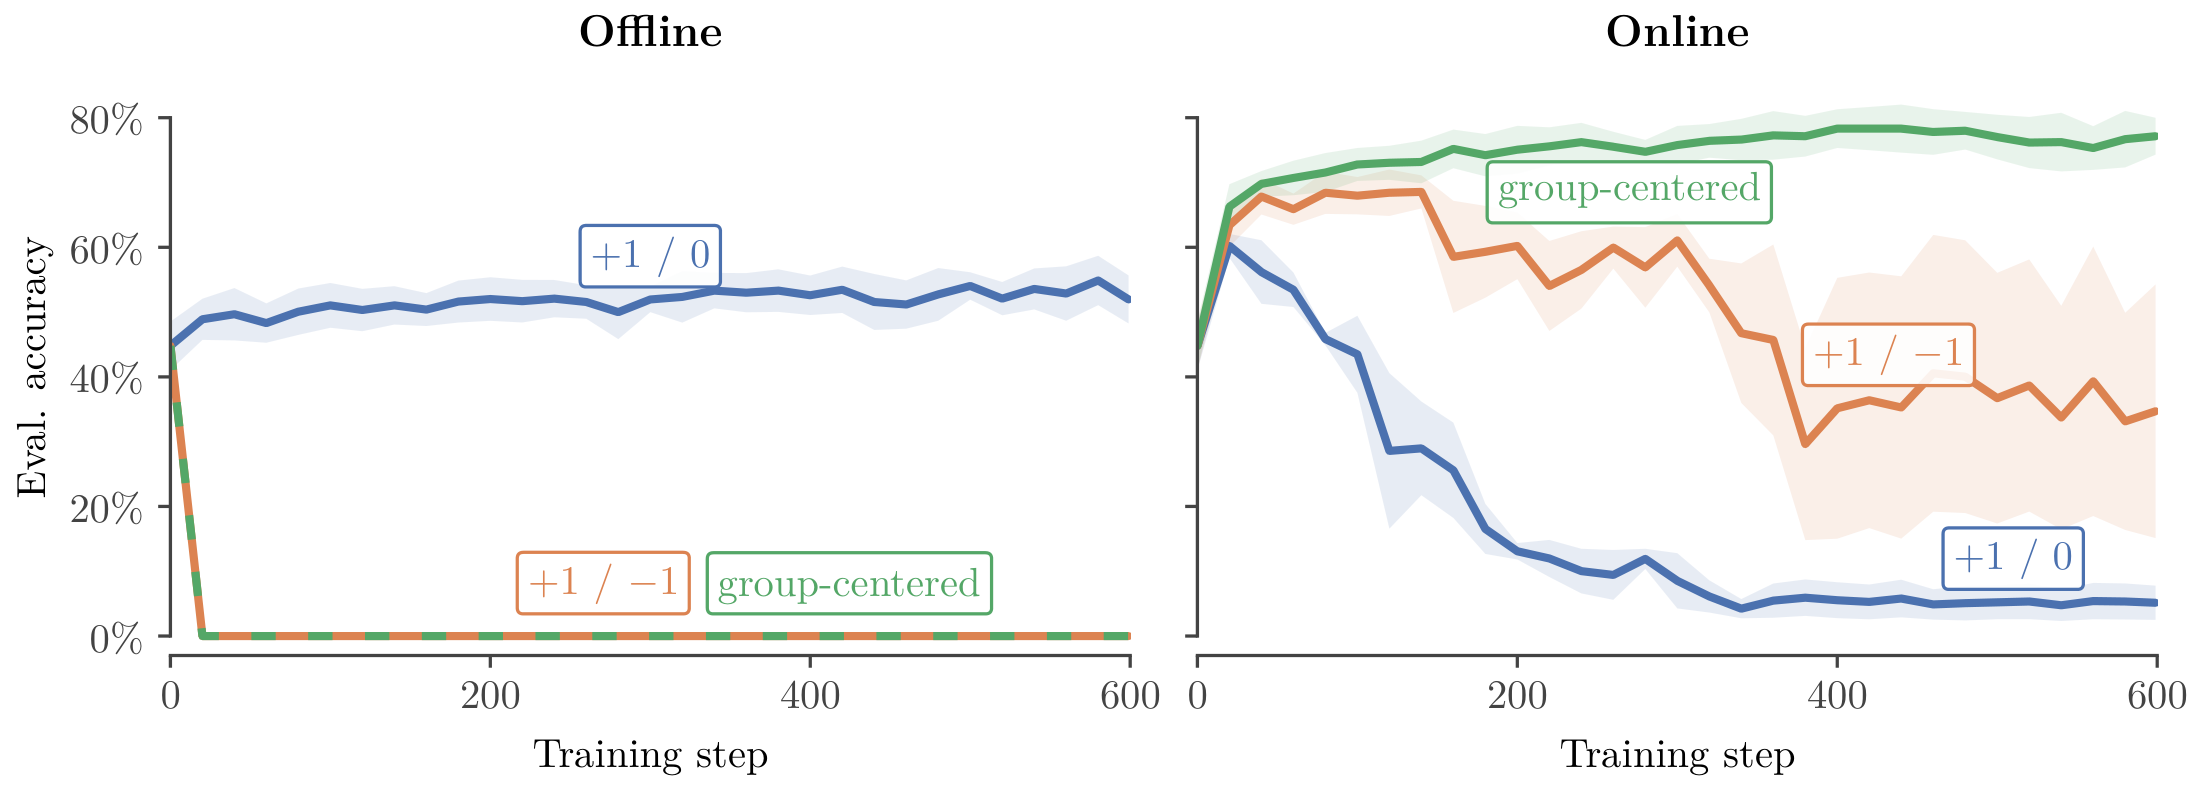 Offline
Online
Eval. accuracy
80%
60%
40%
20%
0%
+1 / 0
+1 / −1
group-centered
0
200
400
600
Training step
group-centered
+1 / −1
+1 / 0
0
200
400
600
Training step